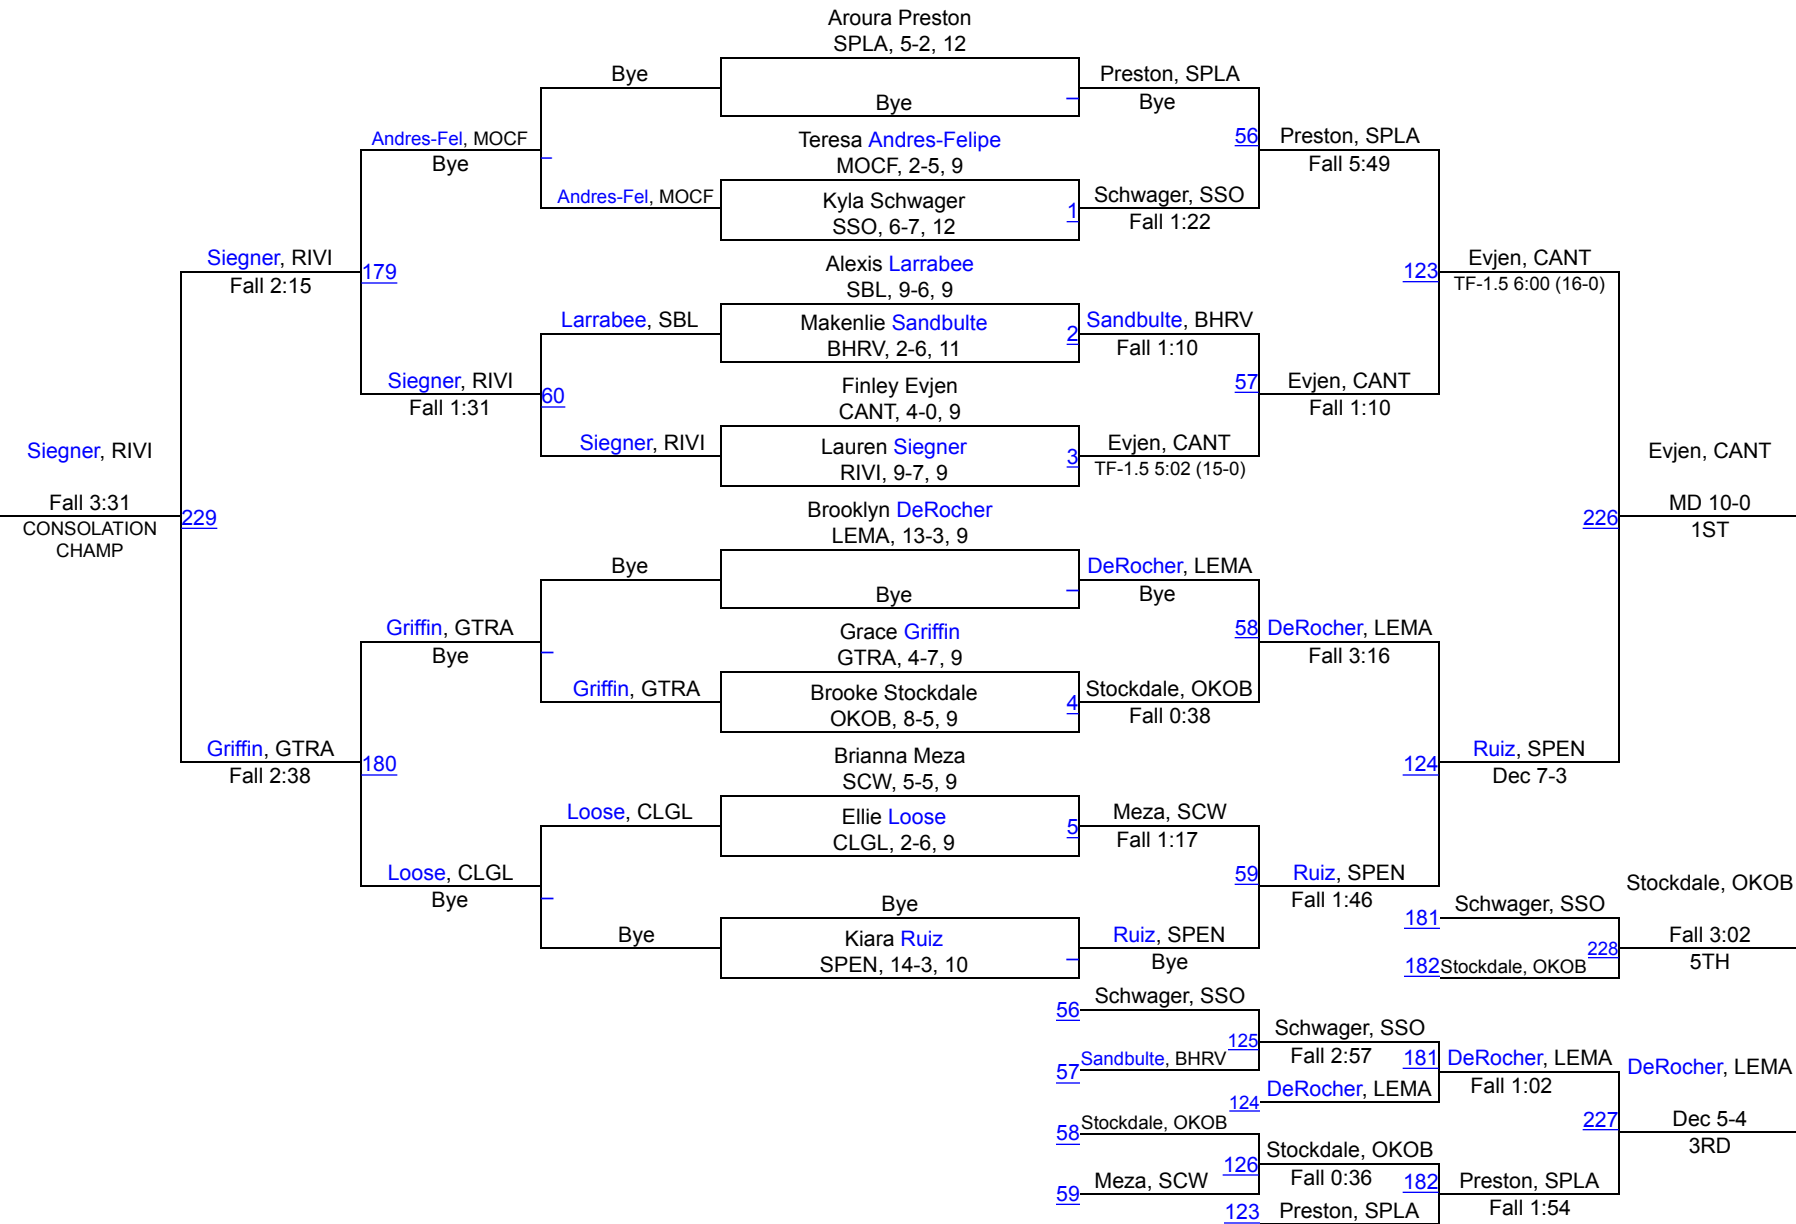 Aroura Preston
SPLA, 5-2, 12
Bye
Bye
Preston, SPLA
Bye
Teresa Andres-Felipe
MOCF, 2-5, 9
Andres-Fel, MOCF
Bye
56
Preston, SPLA
Fall 5:49
Andres-Fel, MOCF
Kyla Schwager
SSO, 6-7, 12
1
Schwager, SSO
Fall 1:22
Siegner, RIVI
Fall 2:15
179
Alexis Larrabee
SBL, 9-6, 9
123
Evjen, CANT
TF-1.5 6:00 (16-0)
Larrabee, SBL
Makenlie Sandbulte
BHRV, 2-6, 11
2
Sandbulte, BHRV
Fall 1:10
Siegner, RIVI
Fall 1:31
60
Finley Evjen
CANT, 4-0, 9
57
Evjen, CANT
Fall 1:10
Siegner, RIVI
Lauren Siegner
RIVI, 9-7, 9
3
Evjen, CANT
TF-1.5 5:02 (15-0)
Siegner, RIVI
Fall 3:31
CONSOLATION
CHAMP
229
Brooklyn DeRocher
LEMA, 13-3, 9
226
Evjen, CANT
MD 10-0
1ST
Bye
Bye
DeRocher, LEMA
Bye
Griffin, GTRA
Bye
Grace Griffin
GTRA, 4-7, 9
58
DeRocher, LEMA
Fall 3:16
Griffin, GTRA
Brooke Stockdale
OKOB, 8-5, 9
4
Stockdale, OKOB
Fall 0:38
Griffin, GTRA
Fall 2:38
180
Brianna Meza
SCW, 5-5, 9
124
Ruiz, SPEN
Dec 7-3
Loose, CLGL
Ellie Loose
CLGL, 2-6, 9
5
Meza, SCW
Fall 1:17
Loose, CLGL
Bye
59
Ruiz, SPEN
Fall 1:46
Bye
Bye
Kiara Ruiz
SPEN, 14-3, 10
Ruiz, SPEN
Bye
181
Schwager, SSO
182
Stockdale, OKOB
228
Stockdale, OKOB
Fall 3:02
5TH
56
Schwager, SSO
57
Sandbulte, BHRV
125
Schwager, SSO
Fall 2:57
124
DeRocher, LEMA
181
DeRocher, LEMA
Fall 1:02
58
Stockdale, OKOB
59
Meza, SCW
126
Stockdale, OKOB
Fall 0:36
123
Preston, SPLA
182
Preston, SPLA
Fall 1:54
227
DeRocher, LEMA
Dec 5-4
3RD